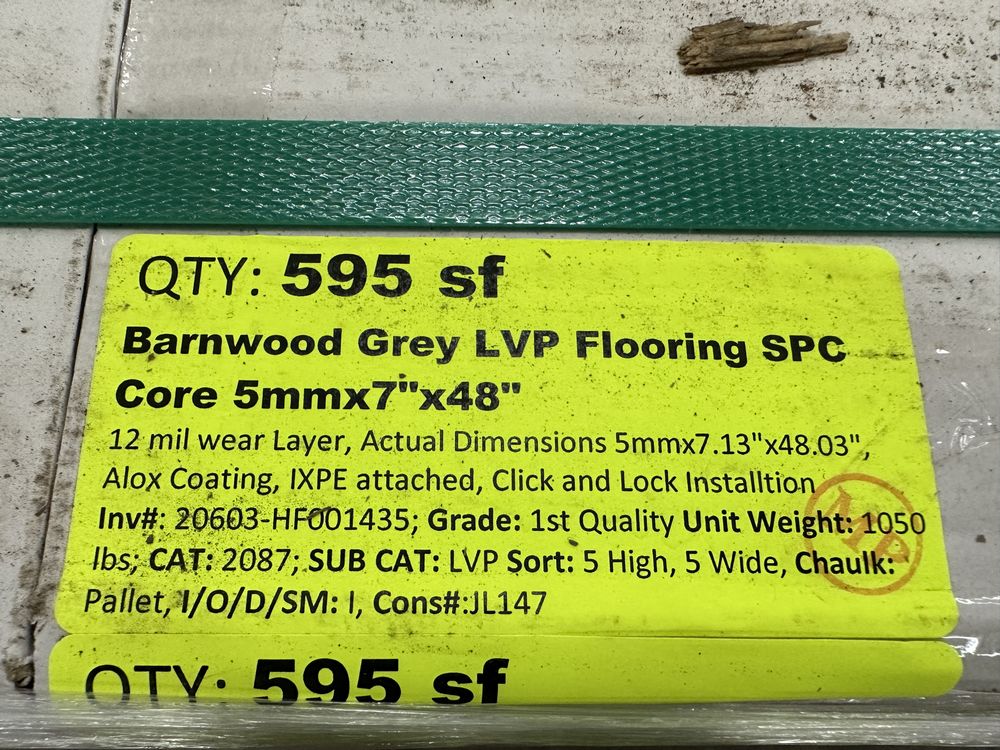 QTY: 595 sf
Barnwood Grey LVP Flooring SPC
Core 5mmx7"x48"
12 mil wear Layer, Actual Dimensions 5mmx7.13"x48.03",
Alox Coating, IXPE attached, Click and Lock Installtion
Inv#: 20603-HF001435; Grade: 1st Quality Unit Weight: 1050
lbs; CAT: 2087; SUB CAT: LVP Sort: 5 High, 5 Wide, Chaulk:
Pallet, I/O/D/SM: I, Cons#:JL147
MP
QTY: 595 sf